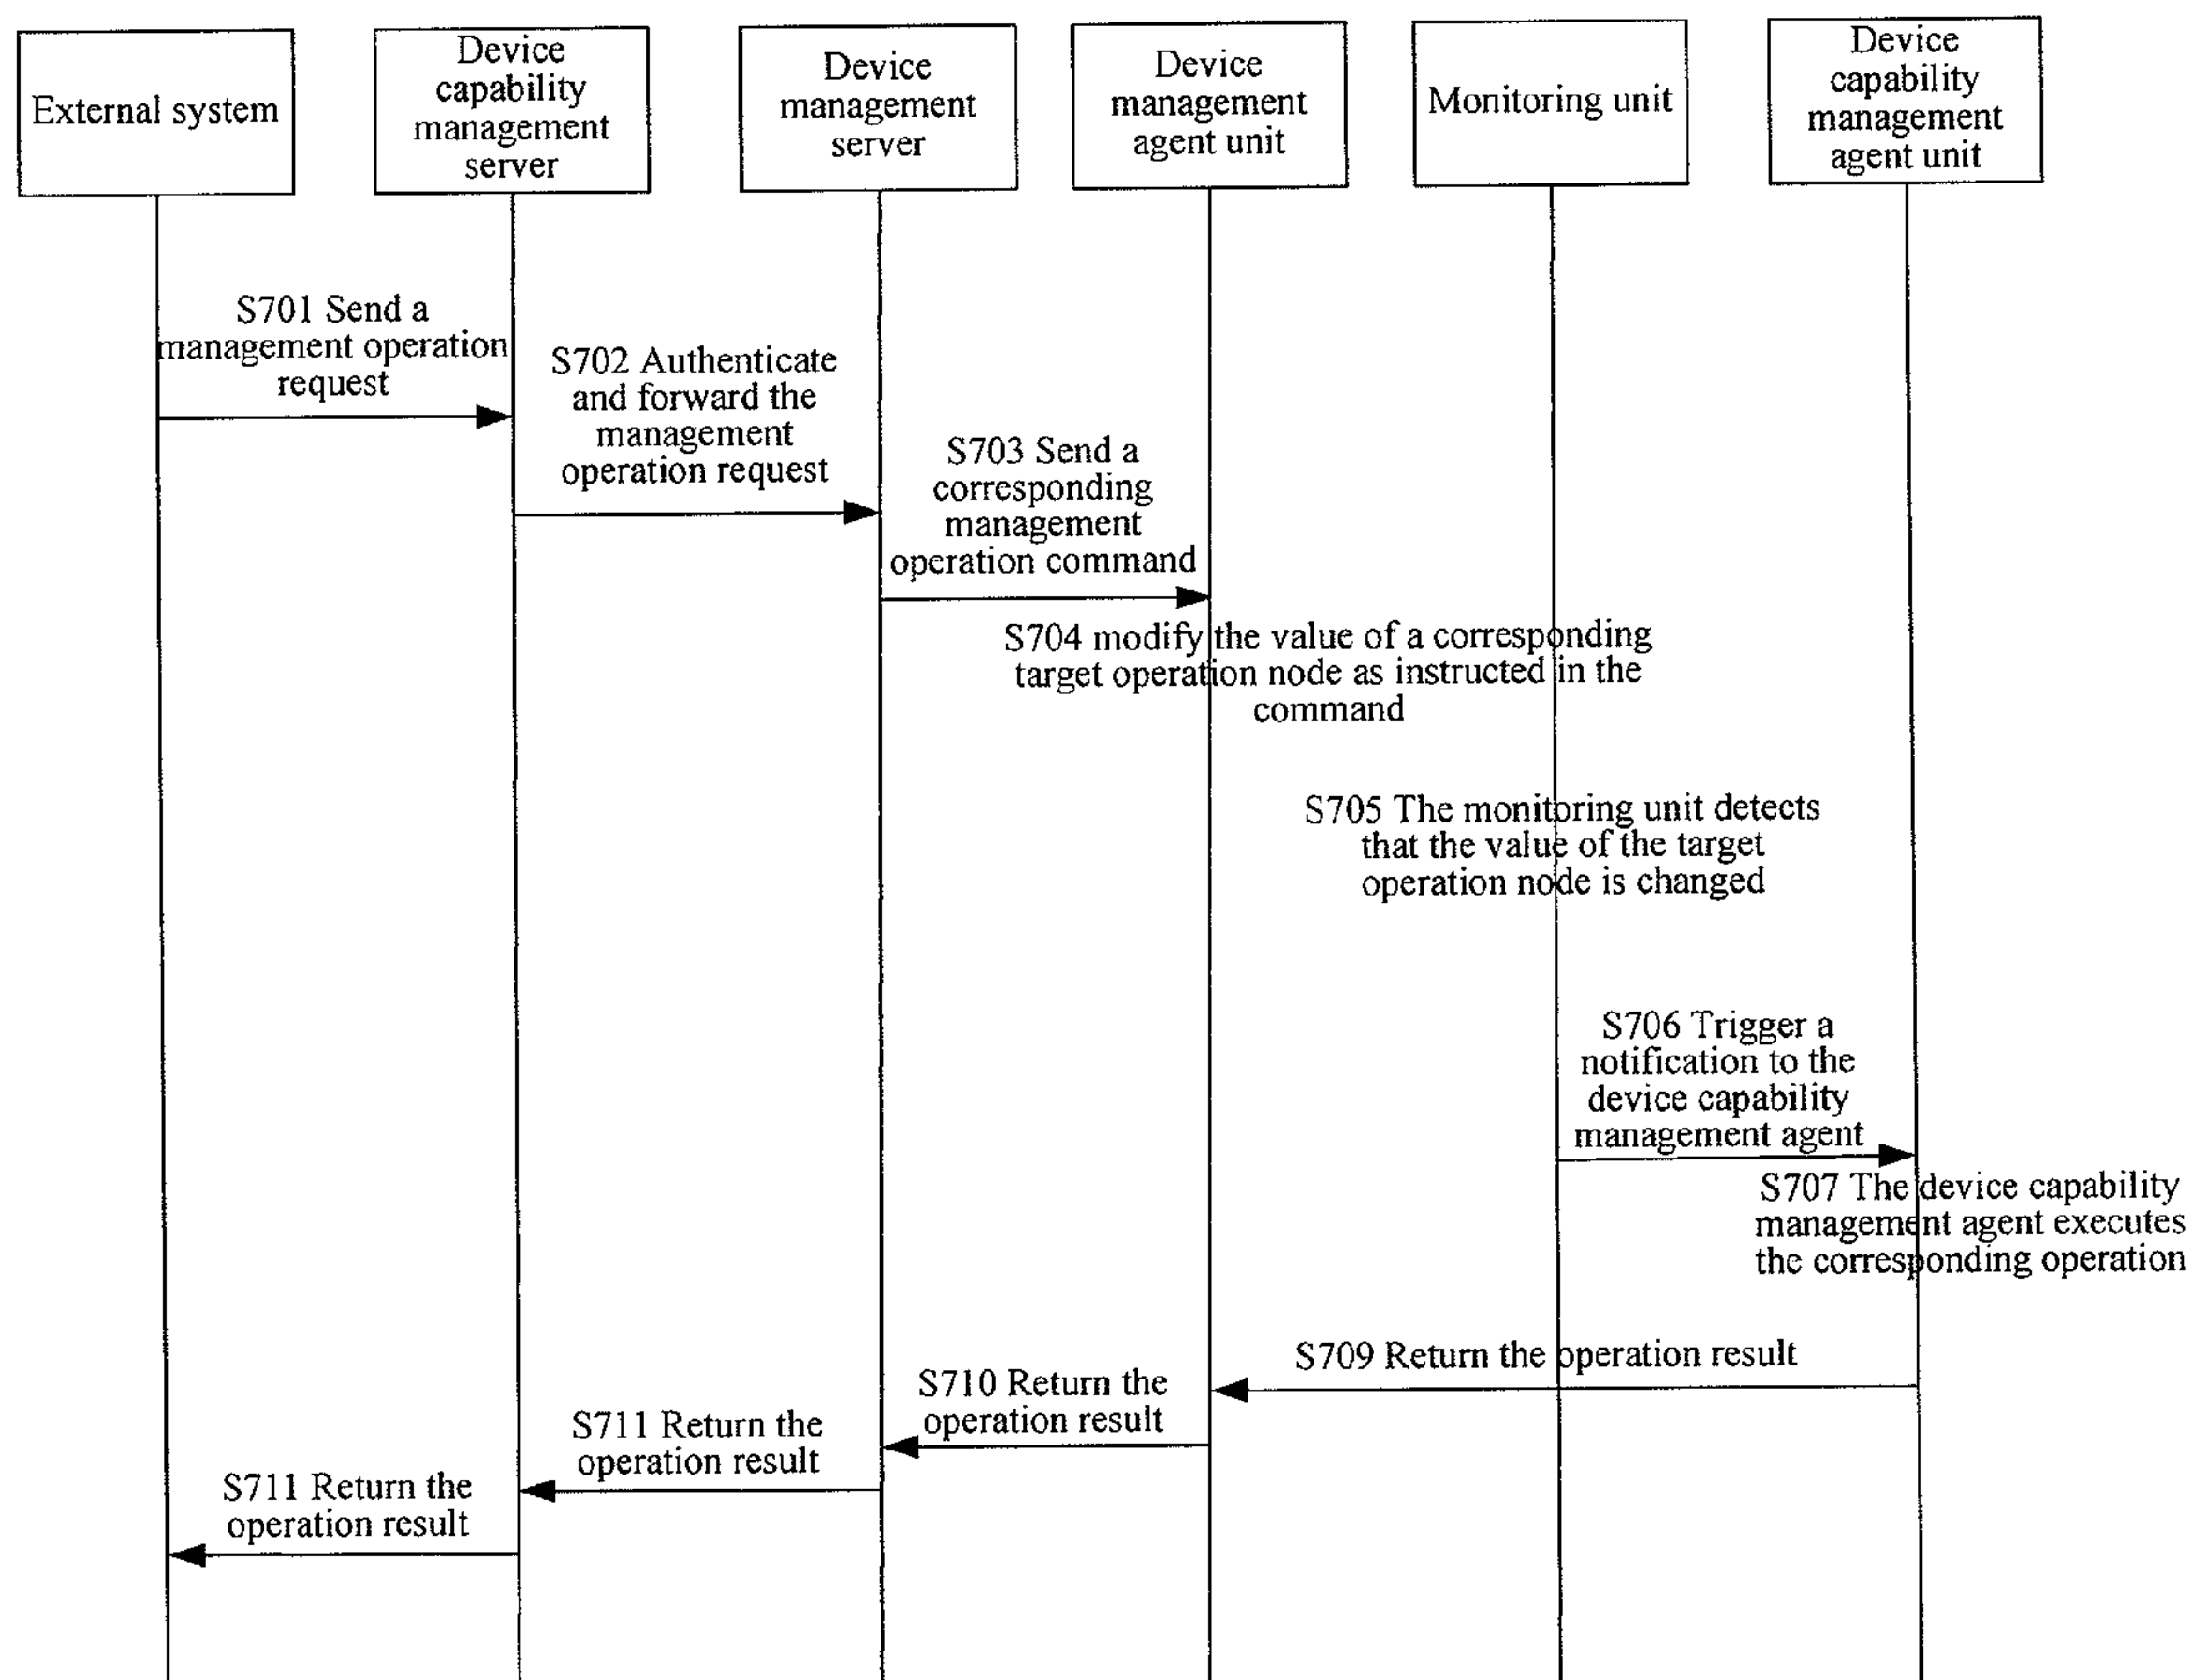 External system
Device
capability
management
server
Device
management
server
Device
management
agent unit
Monitoring unit
Device
capability
management
agent unit
S701 Send a
management operation
request
S702 Authenticate
and forward the
management
operation request
S703 Send a
corresponding
management
operation command
S704 modify the value of a corresponding
target operation node as instructed in the
command
S705 The monitoring unit detects
that the value of the target
operation node is changed
S706 Trigger a
notification to the
device capability
management agent
S707 The device capability
management agent executes
the corresponding operation
S709 Return the operation result
S710 Return the
operation result
S711 Return the
operation result
S711 Return the
operation result